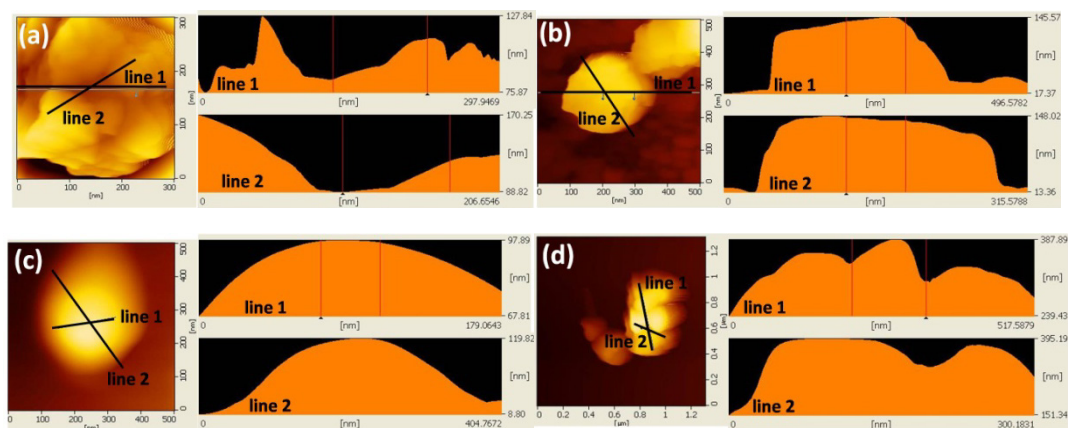 (a)
300
200
100
0
[nm]
line 1
line 2
0 100 200 300
[nm]
127.84
[nm]
75.87
line 1
0 [nm] 297.9469
170.25
[nm]
88.82
line 2
0 [nm] 206.6546
(b)
500
400
300
200
100
0
[nm]
line 1
line 2
0 100 200 300 400 500
[nm]
145.57
[nm]
17.37
line 1
0 [nm] 496.5782
148.02
[nm]
13.36
line 2
0 [nm] 315.5788
(c)
500
400
300
200
100
0
[nm]
line 1
line 2
0 100 200 300 400 500
[nm]
97.89
[nm]
67.81
line 1
0 [nm] 179.0643
119.82
[nm]
8.80
line 2
0 [nm] 404.7672
(d)
1.2
1
0.8
0.6
0.4
0.2
0
[µm]
line 1
line 2
0 0.2 0.4 0.6 0.8 1 1.2
[µm]
387.89
[nm]
239.43
line 1
0 [nm] 517.5879
395.19
[nm]
151.34
line 2
0 [nm] 300.1831